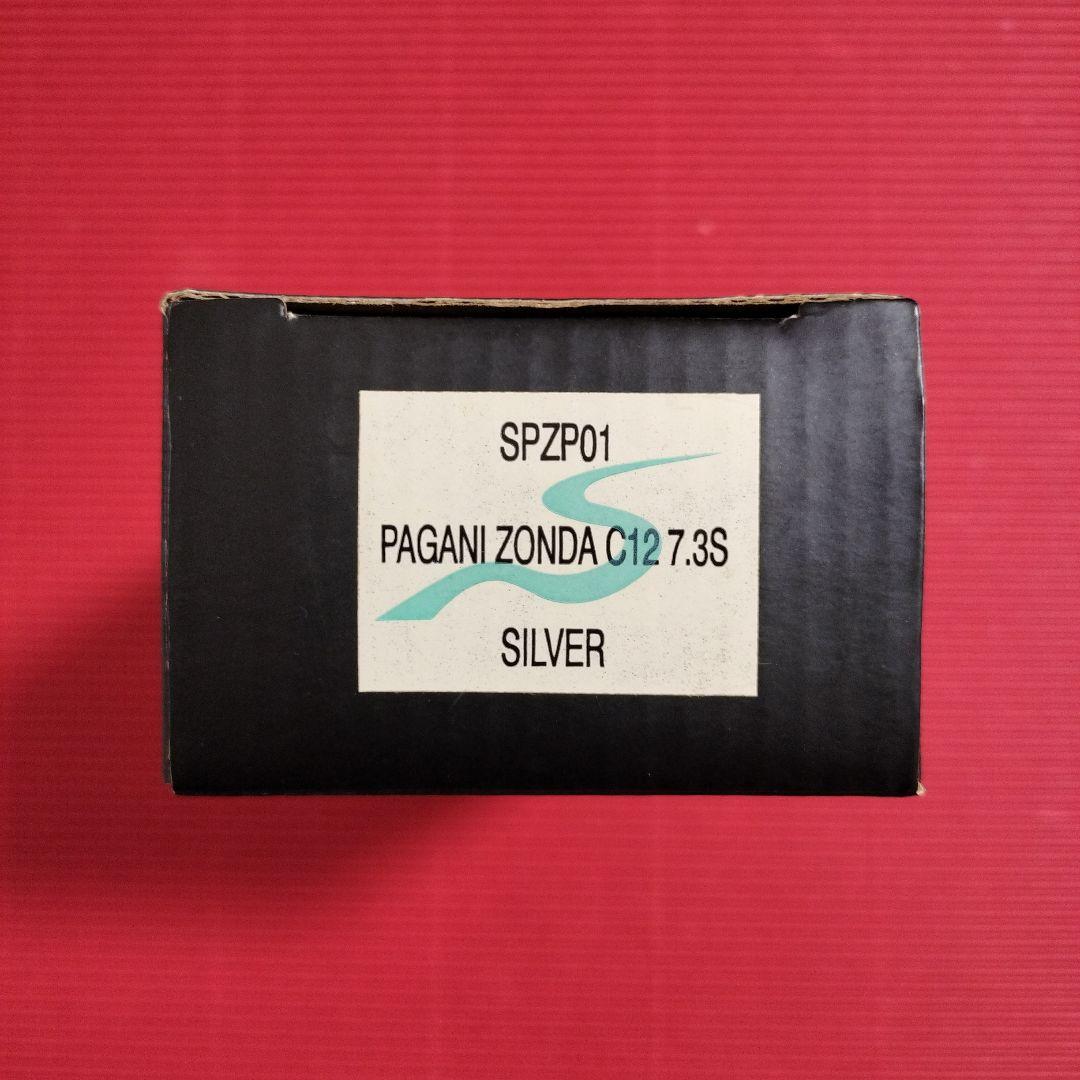 SPZP01
PAGANI ZONDA C12 7.3S
SILVER